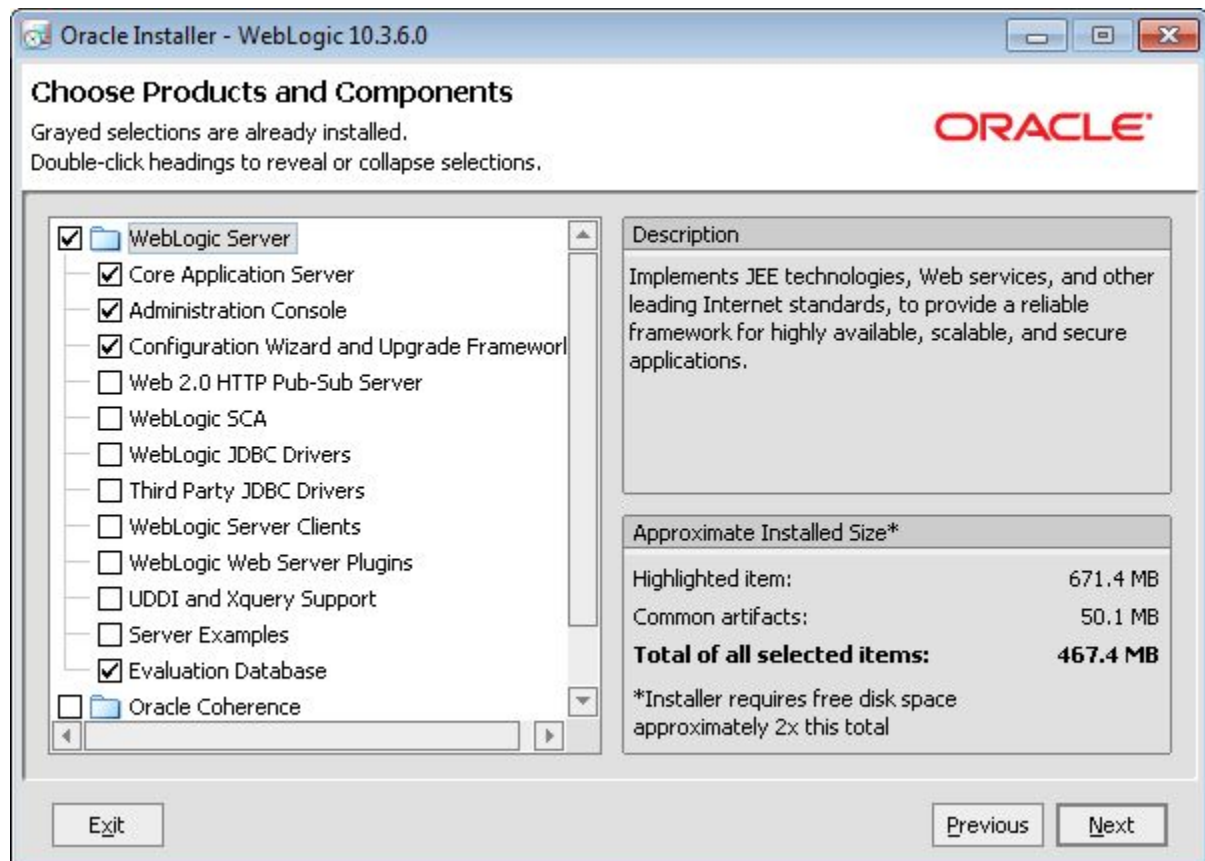 Oracle Installer - WebLogic 10.3.6.0
Choose Products and Components
Grayed selections are already installed.
Double-click headings to reveal or collapse selections.
ORACLE
WebLogic Server
Core Application Server
Administration Console
Configuration Wizard and Upgrade Framework
Web 2.0 HTTP Pub-Sub Server
WebLogic SCA
WebLogic JDBC Drivers
Third Party JDBC Drivers
WebLogic Server Clients
WebLogic Web Server Plugins
UDDI and Xquery Support
Server Examples
Evaluation Database
Oracle Coherence
Description
Implements JEE technologies, Web services, and other
leading Internet standards, to provide a reliable
framework for highly available, scalable, and secure
applications.
Approximate Installed Size*
Highlighted item: 671.4 MB
Common artifacts: 50.1 MB
Total of all selected items: 467.4 MB
*Installer requires free disk space
approximately 2x this total
Exit
Previous
Next